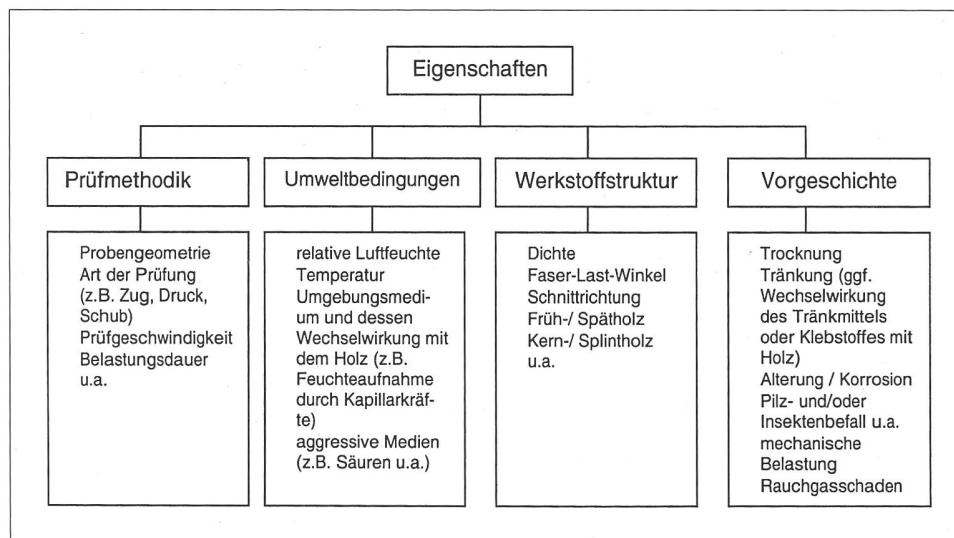 Eigenschaften
Prüfmethodik
Probengeometrie
Art der Prüfung
(z.B. Zug, Druck,
Schub)
Prüfgeschwindigkeit
Belastungsdauer
u.a.
Umweltbedingungen
relative Luftfeuchte
Temperatur
Umgebungsmedi-
um und dessen
Wechselwirkung mit
dem Holz (z.B.
Feuchteaufnahme
durch Kapillarkräf-
te)
aggressive Medien
(z.B. Säuren u.a.)
Werkstoffstruktur
Dichte
Faser-Last-Winkel
Schnittrichtung
Früh-/ Spätholz
Kern-/ Splintholz
u.a.
Vorgeschichte
Trocknung
Tränkung (ggf.
Wechselwirkung
des Tränkmittels
oder Klebstoffes mit
Holz)
Alterung / Korrosion
Pilz- und/oder
Insektenbefall u.a.
mechanische
Belastung
Rauchgasschaden